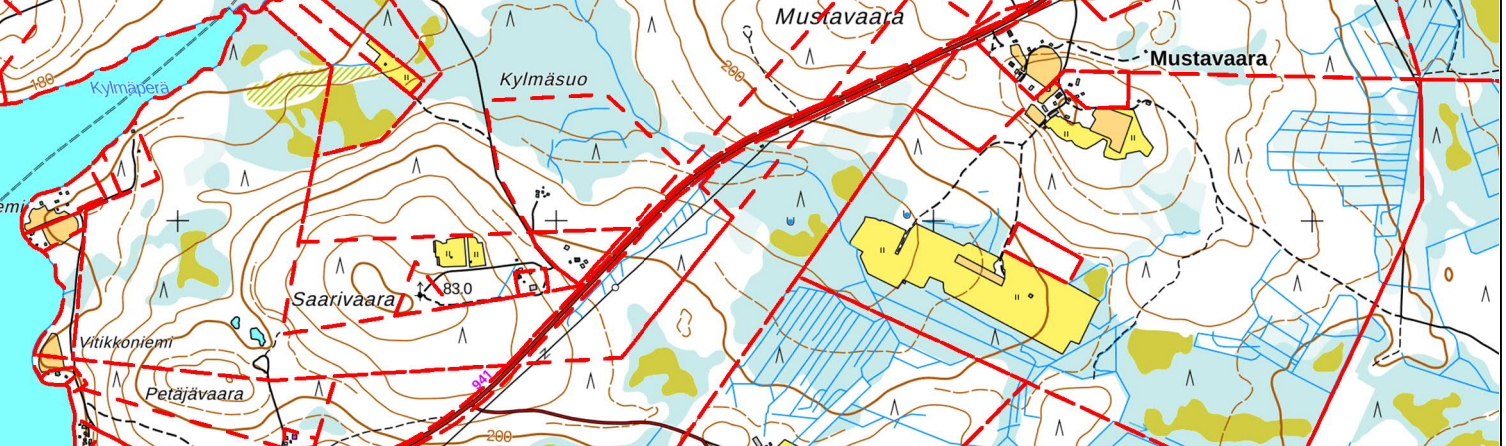 Mustavaara
Kylmäsuo
200
180
Kylmäperä
Mustavaara
83.0
Saarivaara
Vitikkoniemi
Petäjävaara
941
200